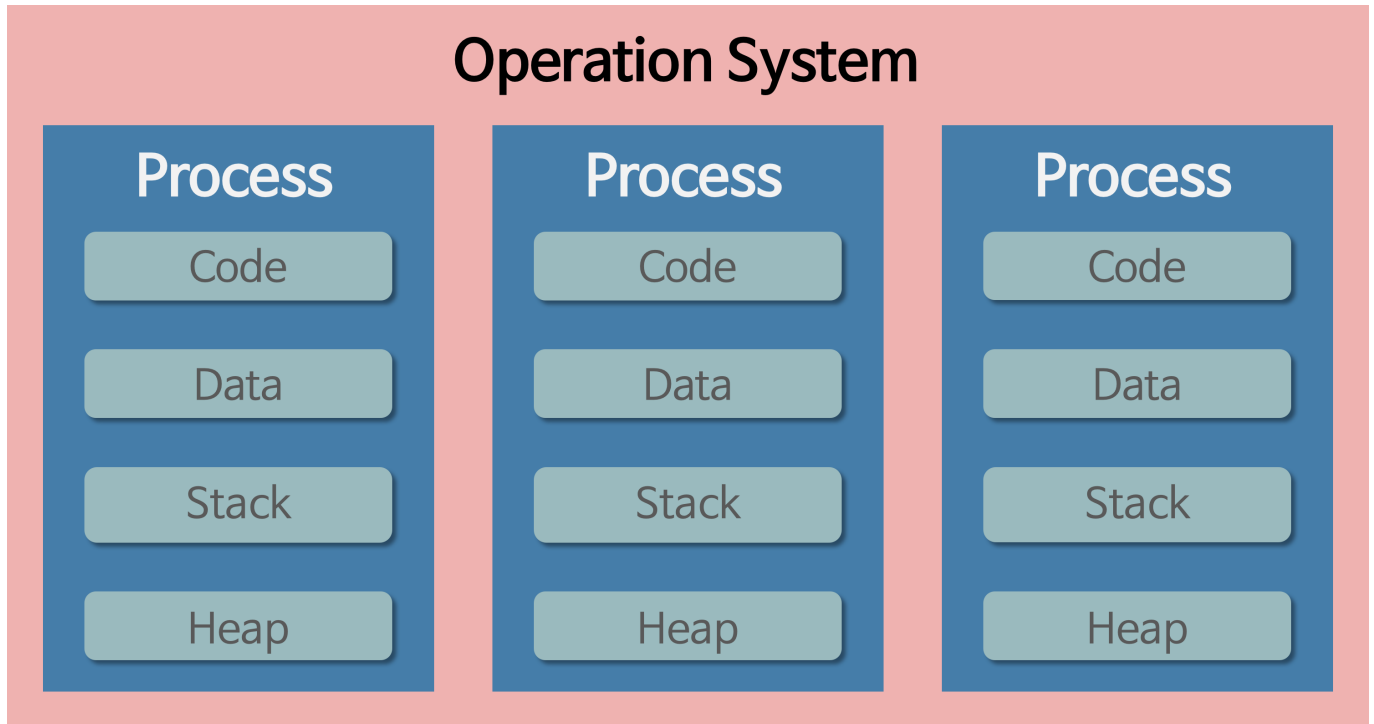 Operation System
Process
Code
Data
Stack
Heap
Process
Code
Data
Stack
Heap
Process
Code
Data
Stack
Heap